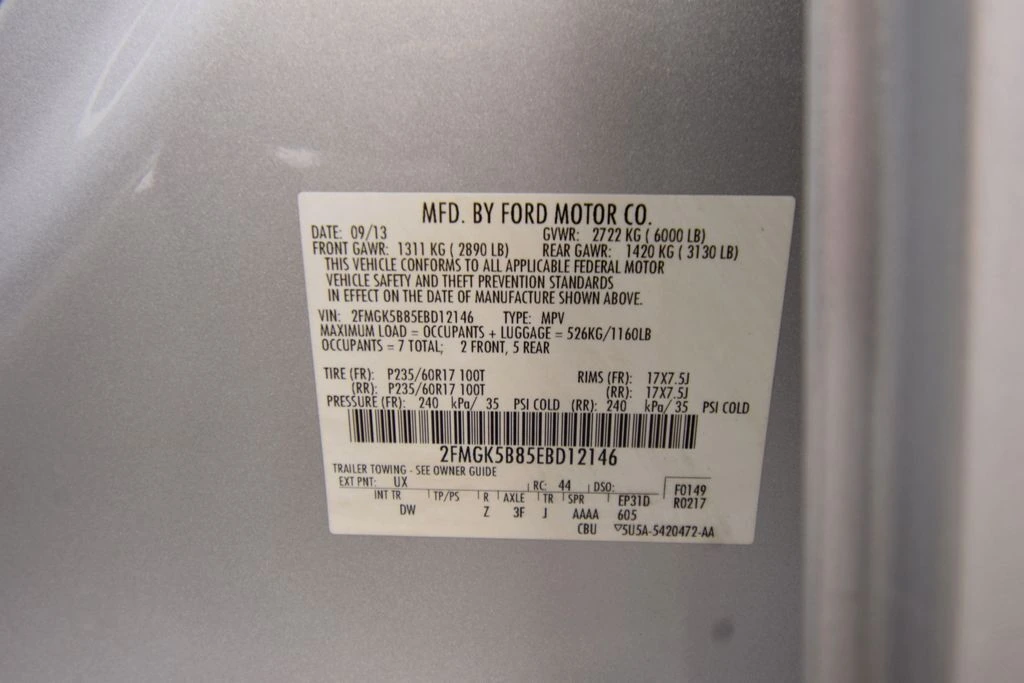 MFD. BY FORD MOTOR CO.
DATE: 09/13 GVWR: 2722 KG ( 6000 LB)
FRONT GAWR: 1311 KG ( 2890 LB) REAR GAWR: 1420 KG ( 3130 LB)
THIS VEHICLE CONFORMS TO ALL APPLICABLE FEDERAL MOTOR
VEHICLE SAFETY AND THEFT PREVENTION STANDARDS
IN EFFECT ON THE DATE OF MANUFACTURE SHOWN ABOVE.
VIN: 2FMGK5B85EBD12146 TYPE: MPV
MAXIMUM LOAD = OCCUPANTS + LUGGAGE = 526KG/1160LB
OCCUPANTS = 7 TOTAL; 2 FRONT, 5 REAR
TIRE (FR): P235/60R17 100T RIMS (FR): 17X7.5J
(RR): P235/60R17 100T (RR): 17X7.5J
PRESSURE (FR): 240 kPa/ 35 PSI COLD (RR): 240 kPa/ 35 PSI COLD
2FMGK5B85EBD12146
TRAILER TOWING - SEE OWNER GUIDE
EXT PNT: UX RC: 44 DSO: F0149
INT TR TP/PS R AXLE TR SPR EP31D R0217
DW Z 3F J AAAA 605
CBU ▽5U5A-5420472-AA